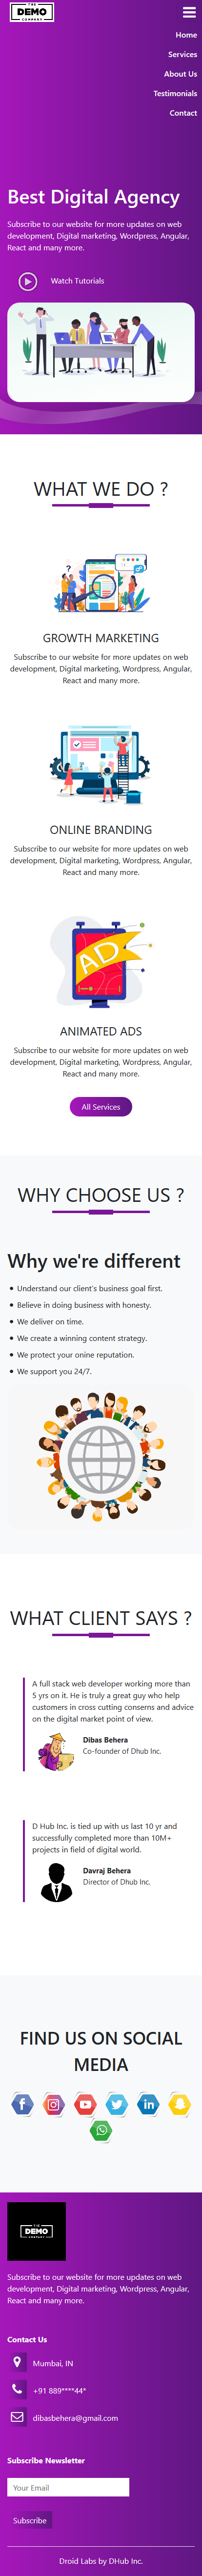 THE
DEMO
COMPANY
Home
Services
About Us
Testimonials
Contact
Best Digital Agency
Subscribe to our website for more updates on web
development, Digital marketing, Wordpress, Angular,
React and many more.
Watch Tutorials
WHAT WE DO ?
GROWTH MARKETING
Subscribe to our website for more updates on web
development, Digital marketing, Wordpress, Angular,
React and many more.
ONLINE BRANDING
Subscribe to our website for more updates on web
development, Digital marketing, Wordpress, Angular,
React and many more.
AD
ANIMATED ADS
Subscribe to our website for more updates on web
development, Digital marketing, Wordpress, Angular,
React and many more.
All Services
WHY CHOOSE US ?
Why we're different
Understand our client's business goal first.
Believe in doing business with honesty.
We deliver on time.
We create a winning content strategy.
We protect your onine reputation.
We support you 24/7.
WHAT CLIENT SAYS ?
A full stack web developer working more than
5 yrs on it. He is truly a great guy who help
customers in cross cutting conserns and advice
on the digital market point of view.
Dibas Behera
Co-founder of Dhub Inc.
D Hub Inc. is tied up with us last 10 yr and
successfully completed more than 10M+
projects in field of digital world.
Davraj Behera
Director of Dhub Inc.
FIND US ON SOCIAL
MEDIA
THE
DEMO
COMPANY
Subscribe to our website for more updates on web
development, Digital marketing, Wordpress, Angular,
React and many more.
Contact Us
Mumbai, IN
+91 889****44*
dibasbehera@gmail.com
Subscribe Newsletter
Your Email
Subscribe
Droid Labs by DHub Inc.